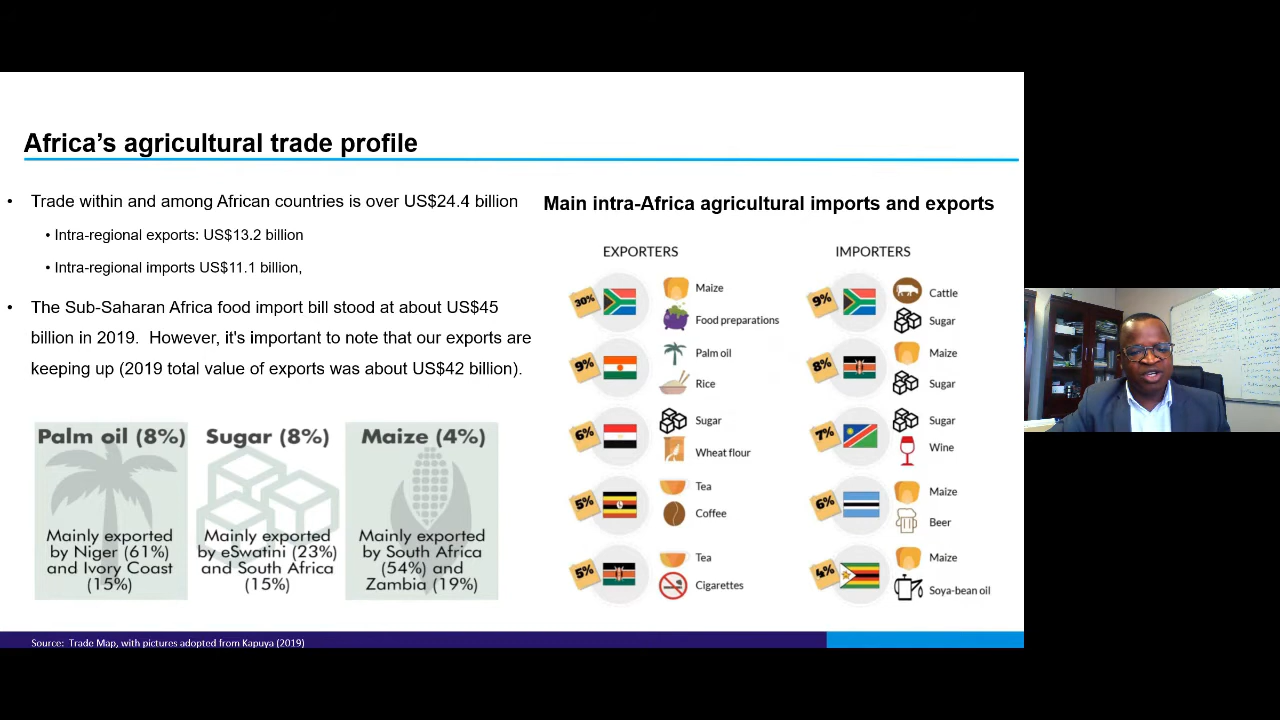 Africa’s agricultural trade profile
• Trade within and among African countries is over US$24.4 billion
• Intra-regional exports: US$13.2 billion
• Intra-regional imports US$11.1 billion,
• The Sub-Saharan Africa food import bill stood at about US$45
billion in 2019. However, it's important to note that our exports are
keeping up (2019 total value of exports was about US$42 billion).
Palm oil (8%)
Mainly exported
by Niger (61%)
and Ivory Coast
(15%)
Sugar (8%)
Mainly exported
by eSwatini (23%)
and South Africa
(15%)
Maize (4%)
Mainly exported
by South Africa
(54%) and
Zambia (19%)
Main intra-Africa agricultural imports and exports
EXPORTERS
30%
Maize
Food preparations
9%
Palm oil
Rice
6%
Sugar
Wheat flour
5%
Tea
Coffee
5%
Tea
Cigarettes
IMPORTERS
9%
Cattle
Sugar
8%
Maize
Sugar
7%
Sugar
Wine
6%
Maize
Beer
4%
Maize
Soya-bean oil
Source: Trade Map, with pictures adopted from Kapuya (2019)